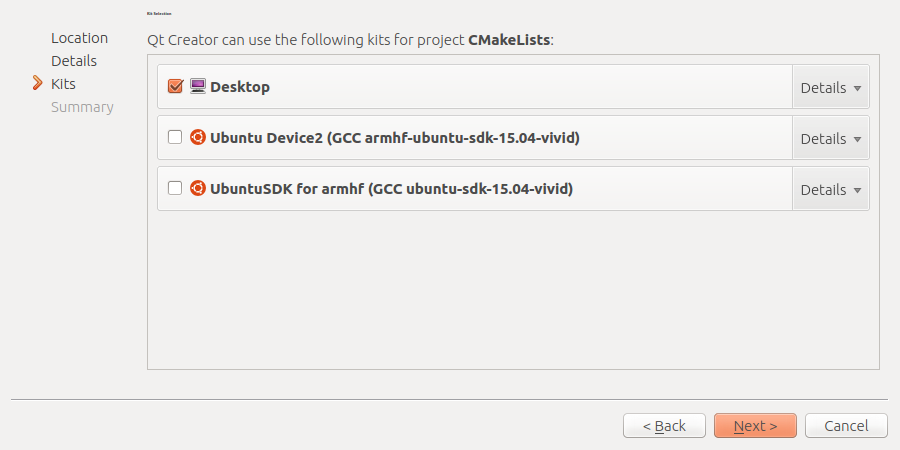 Kit Selection
Location
Details
Kits
Summary
Qt Creator can use the following kits for project CMakeLists:
Desktop
Details
Ubuntu Device2 (GCC armhf-ubuntu-sdk-15.04-vivid)
Details
UbuntuSDK for armhf (GCC ubuntu-sdk-15.04-vivid)
Details
< Back
Next >
Cancel